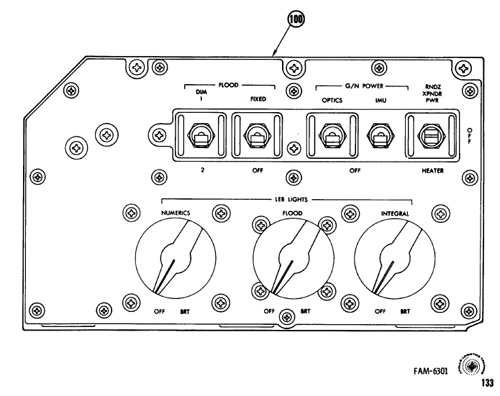 100
FLOOD
G/N POWER
RNDZ
XPNDR
PWR
DIM
1
FIXED
OPTICS
IMU
OFF
2
OFF
OFF
HEATER
LEB LIGHTS
NUMERICS
FLOOD
INTEGRAL
OFF BRT
OFF BRT
OFF BRT
FAM-6301
133